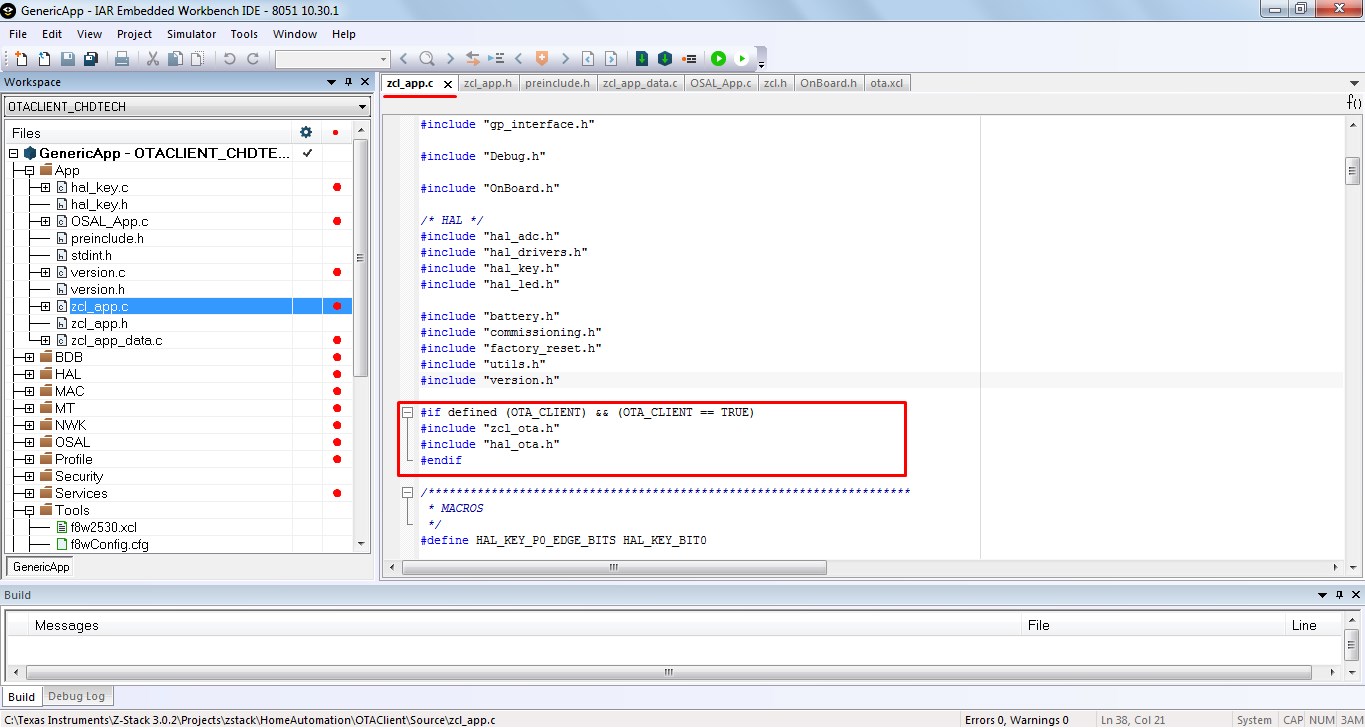 GenericApp - IAR Embedded Workbench IDE - 8051 10.30.1
File Edit View Project Simulator Tools Window Help
Workspace
OTACLIENT_CHDTECH
Files
GenericApp - OTACLIENT_CHDTE...
App
hal_key.c
hal_key.h
OSAL_App.c
preinclude.h
stdint.h
version.c
version.h
zcl_app.c
zcl_app.h
zcl_app_data.c
BDB
HAL
MAC
MT
NWK
OSAL
Profile
Security
Services
Tools
f8w2530.xcl
f8wConfig.cfg
GenericApp
zcl_app.c zcl_app.h preinclude.h zcl_app_data.c OSAL_App.c zcl.h OnBoard.h ota.xcl
f()
#include "gp_interface.h"
#include "Debug.h"
#include "OnBoard.h"
/* HAL */
#include "hal_adc.h"
#include "hal_drivers.h"
#include "hal_key.h"
#include "hal_led.h"
#include "battery.h"
#include "commissioning.h"
#include "factory_reset.h"
#include "utils.h"
#include "version.h"
#if defined (OTA_CLIENT) && (OTA_CLIENT == TRUE)
#include "zcl_ota.h"
#include "hal_ota.h"
#endif
/*********************************************************************
* MACROS
*/
#define HAL_KEY_P0_EDGE_BITS HAL_KEY_BIT0
Build
Messages File Line
Build Debug Log
C:\Texas Instruments\Z-Stack 3.0.2\Projects\zstack\HomeAutomation\OTAClient\Source\zcl_app.c Errors 0, Warnings 0 Ln 38, Col 21 System CAP NUM ЗАМ